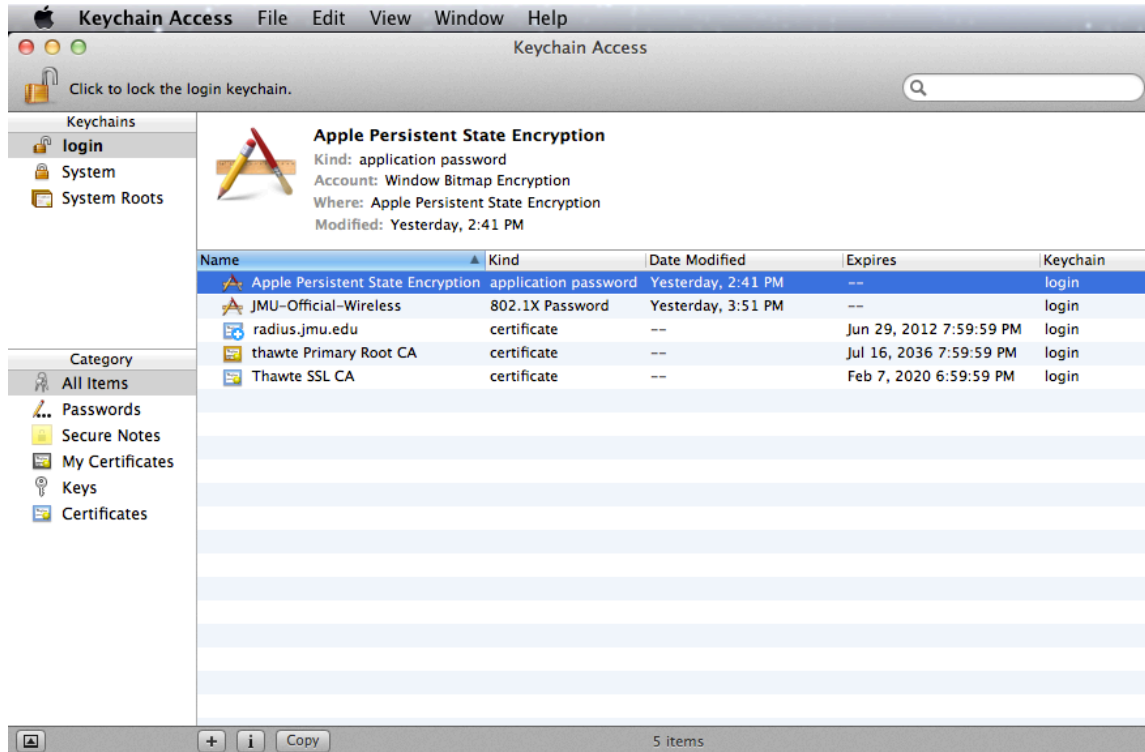 Keychain Access File Edit View Window Help
Keychain Access
Click to lock the login keychain.
Keychains
login
System
System Roots
Apple Persistent State Encryption
Kind: application password
Account: Window Bitmap Encryption
Where: Apple Persistent State Encryption
Modified: Yesterday, 2:41 PM
Name Kind Date Modified Expires Keychain
Apple Persistent State Encryption application password Yesterday, 2:41 PM -- login
JMU-Official-Wireless 802.1X Password Yesterday, 3:51 PM -- login
radius.jmu.edu certificate -- Jun 29, 2012 7:59:59 PM login
thawte Primary Root CA certificate -- Jul 16, 2036 7:59:59 PM login
Thawte SSL CA certificate -- Feb 7, 2020 6:59:59 PM login
Category
All Items
Passwords
Secure Notes
My Certificates
Keys
Certificates
+ i Copy 5 items